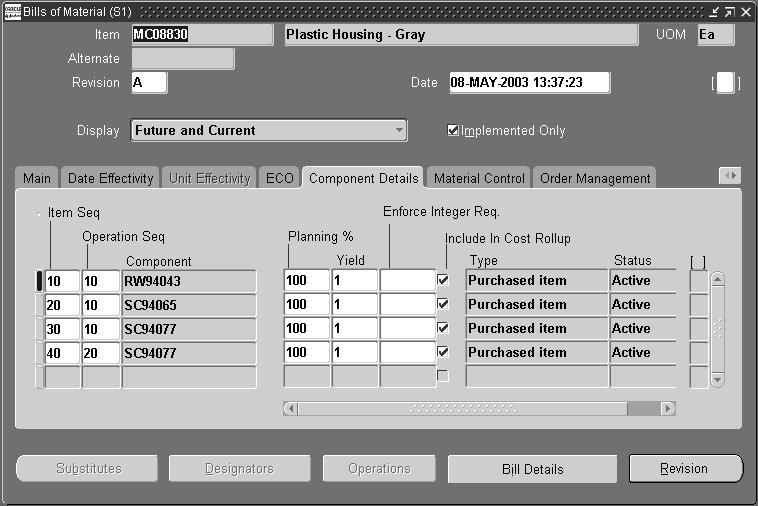 ORACLE
Bills of Material (S1)
Item MC08830 Plastic Housing - Gray UOM Ea
Alternate
Revision A Date 08-MAY-2003 13:37:23 [ ]
Display Future and Current Implemented Only
Main Date Effectivity Unit Effectivity ECO Component Details Material Control Order Management
Item Seq Enforce Integer Req.
Operation Seq Planning % Include In Cost Rollup
Component Yield Type Status [ ]
10 10 RW94043 100 1 Purchased item Active
20 10 SC94065 100 1 Purchased item Active
30 10 SC94077 100 1 Purchased item Active
40 20 SC94077 100 1 Purchased item Active
Substitutes Designators Operations Bill Details Revision